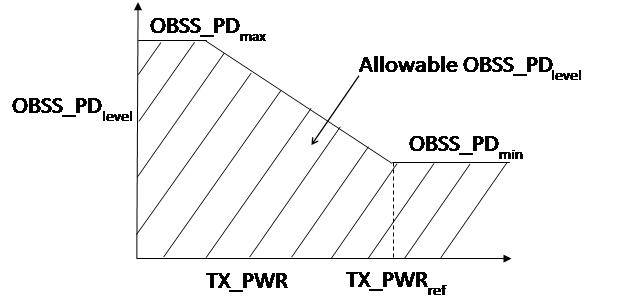 OBSS_PDmax
Allowable OBSS_PDlevel
OBSS_PDlevel
OBSS_PDmin
TX_PWR
TX_PWRref